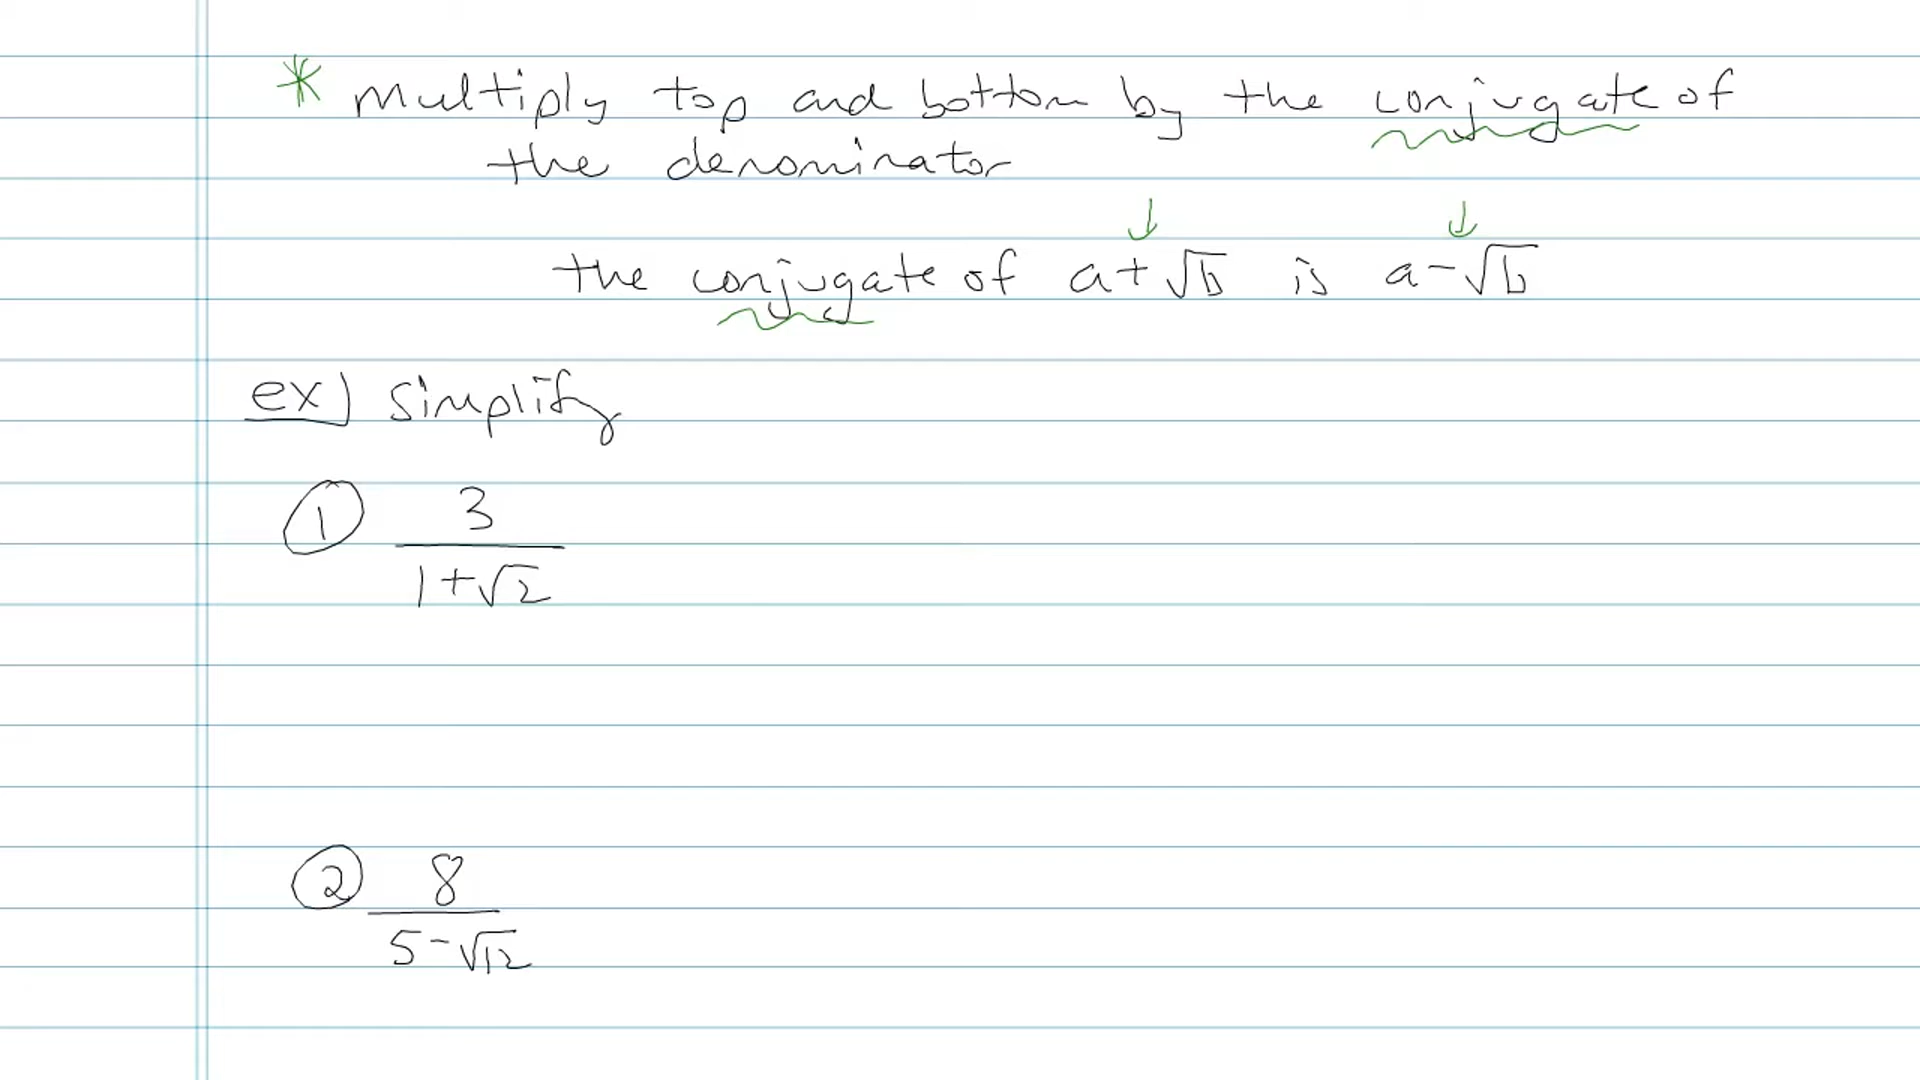 * multiply top and bottom by the conjugate of
the denominator
the conjugate of a+√b is a-√b
ex) simplify
① 3
1+√2
② 8
5-√12